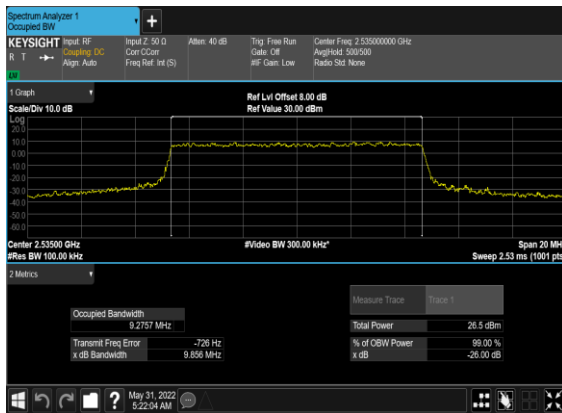 Spectrum Analyzer 1
Occupied BW
KEYSIGHT
R T
Input: RF
Coupling: DC
Align: Auto
Input Z: 50 Ω
Corr CCorr
Freq Ref: Int (S)
Atten: 40 dB
Trig: Free Run
Gate: Off
#IF Gain: Low
Center Freq: 2.535000000 GHz
Avg|Hold: 500/500
Radio Std: None
1 Graph
Scale/Div 10.0 dB
Ref Lvl Offset 8.00 dB
Ref Value 30.00 dBm
Log
20.0
10.0
0.00
-10.0
-20.0
-30.0
-40.0
-50.0
-60.0
Center 2.53500 GHz
#Res BW 100.00 kHz
#Video BW 300.00 kHz*
Span 20 MH
Sweep 2.53 ms (1001 pts
2 Metrics
Measure Trace Trace 1
Occupied Bandwidth
9.2757 MHz
Total Power 26.5 dBm
Transmit Freq Error -726 Hz
% of OBW Power 99.00 %
x dB Bandwidth 9.856 MHz
x dB -26.00 dB
?
May 31, 2022
5:22:04 AM